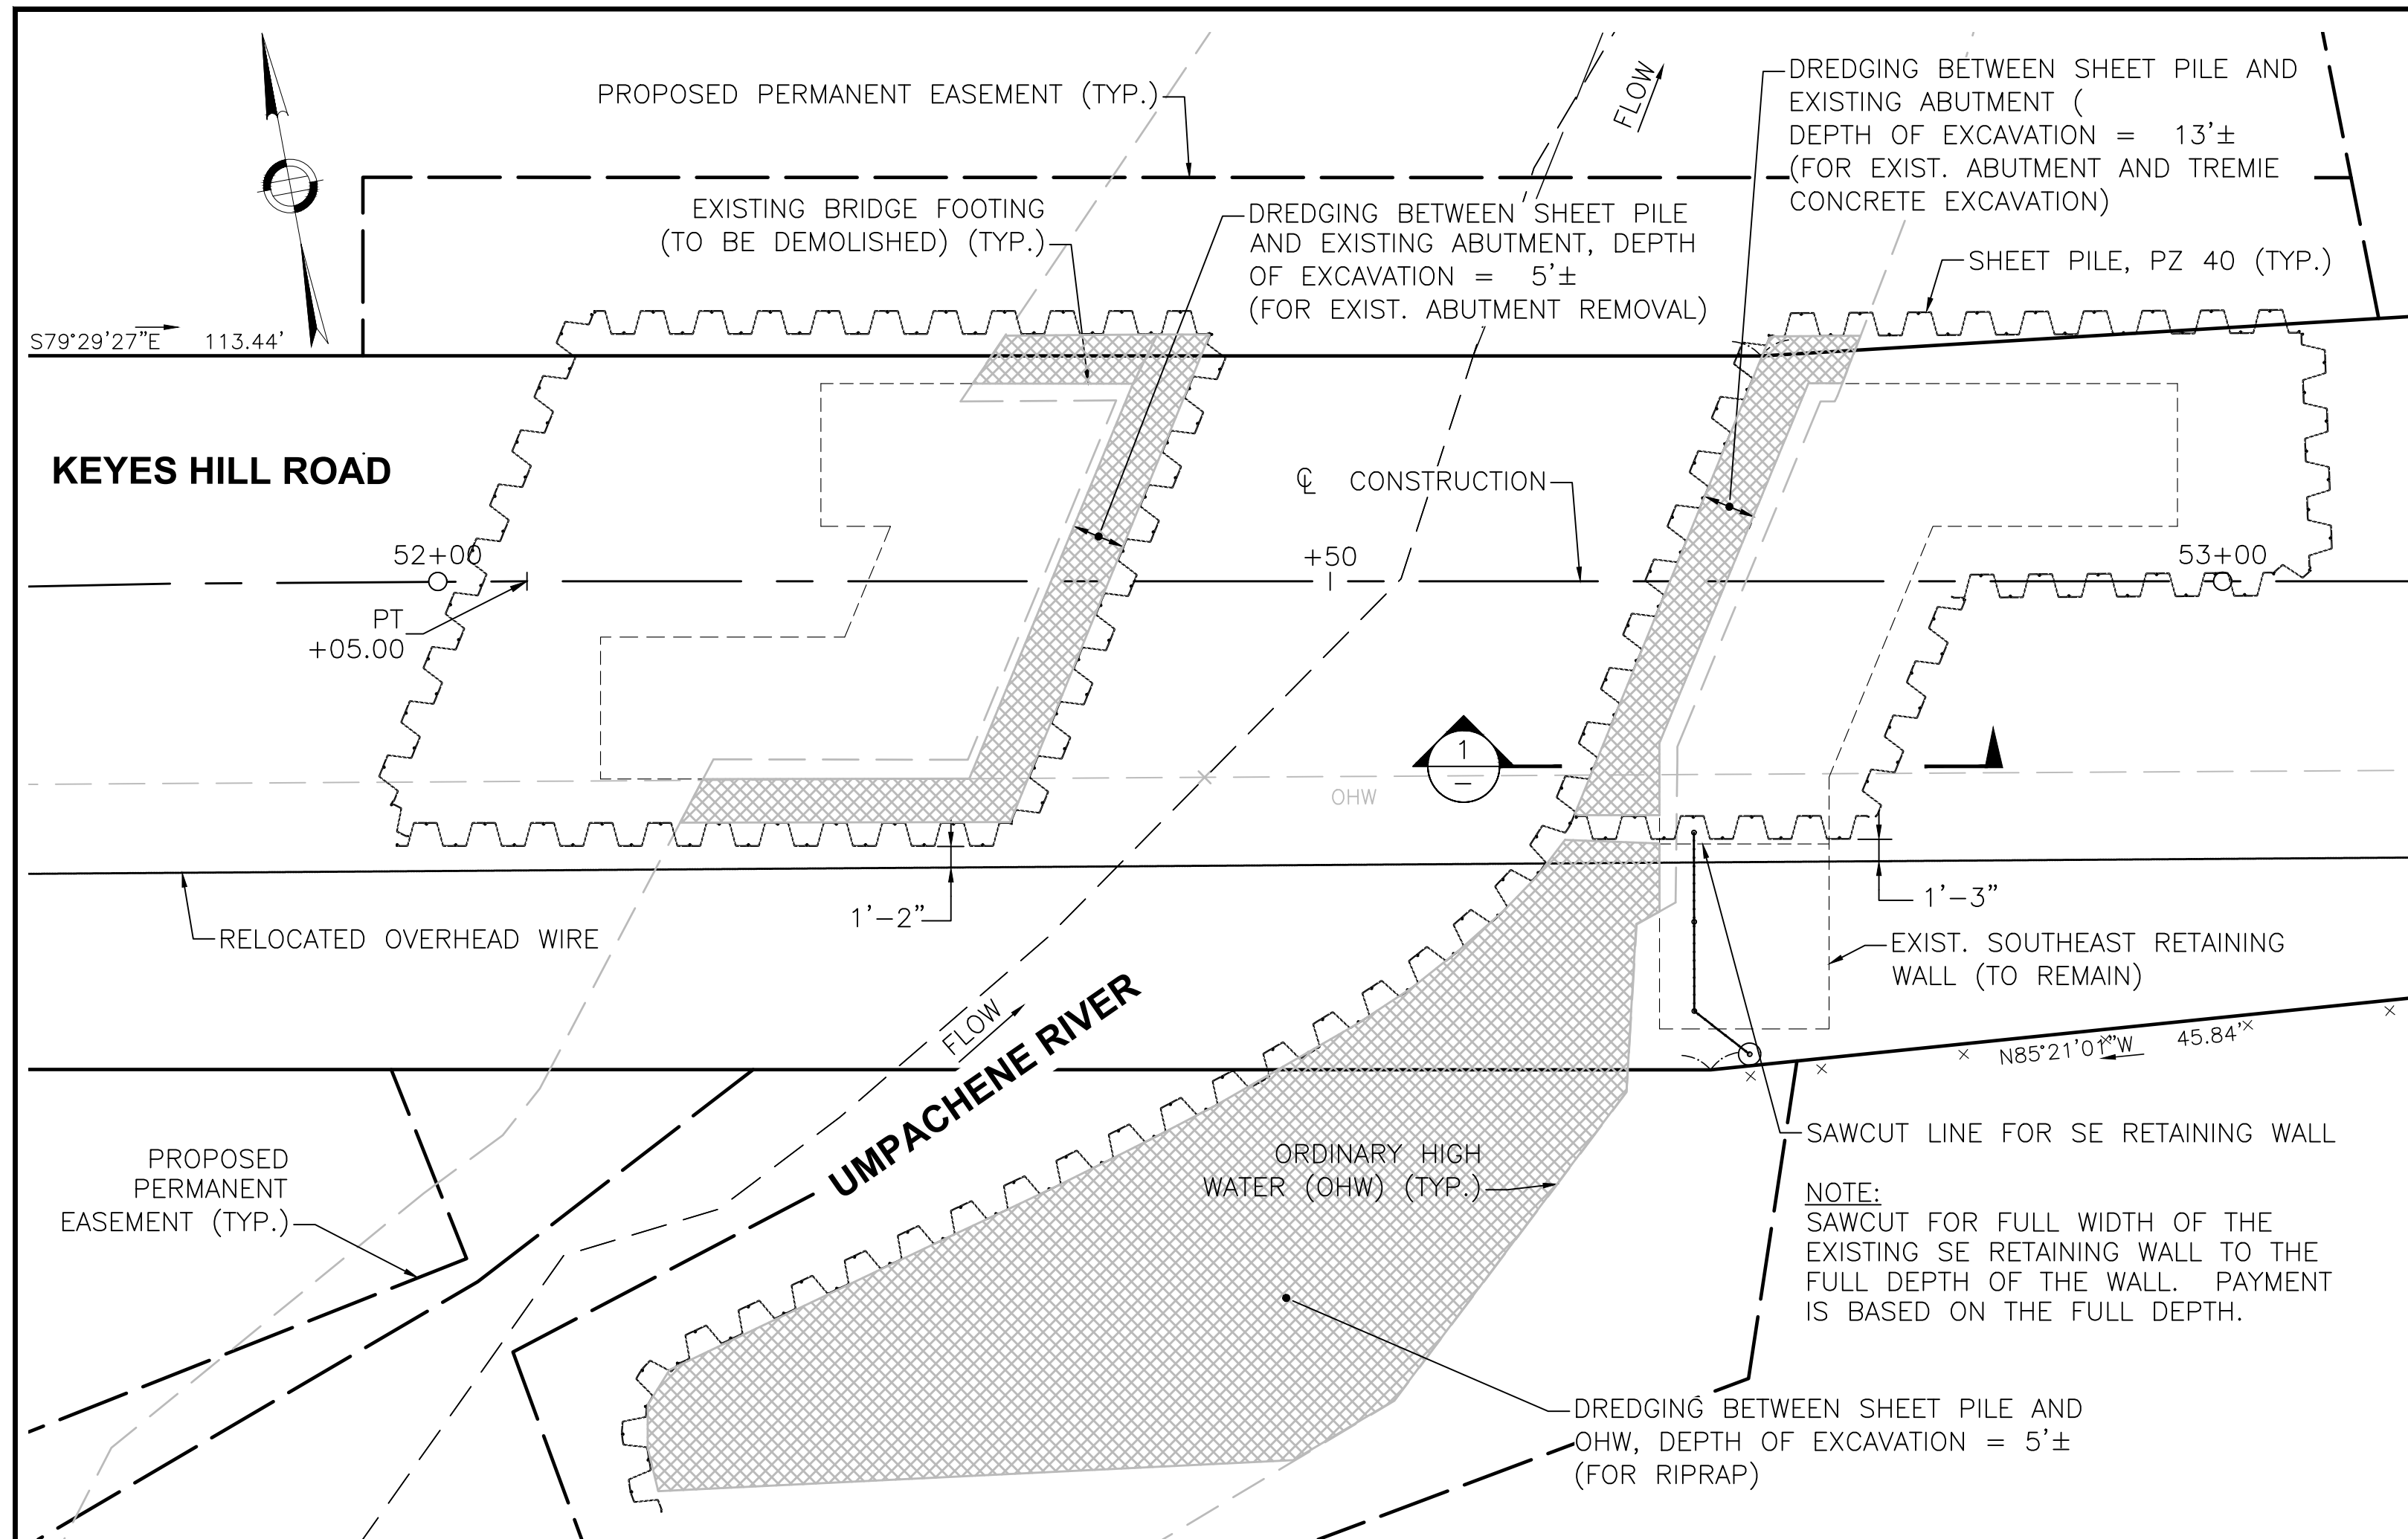 PROPOSED PERMANENT EASEMENT (TYP.)
FLOW
DREDGING BETWEEN SHEET PILE AND
EXISTING ABUTMENT (
DEPTH OF EXCAVATION = 13'±
(FOR EXIST. ABUTMENT AND TREMIE
CONCRETE EXCAVATION)
EXISTING BRIDGE FOOTING
(TO BE DEMOLISHED) (TYP.)
DREDGING BETWEEN SHEET PILE
AND EXISTING ABUTMENT, DEPTH
OF EXCAVATION = 5'±
(FOR EXIST. ABUTMENT REMOVAL)
SHEET PILE, PZ 40 (TYP.)
S79°29'27"E 113.44'
KEYES HILL ROAD
℄ CONSTRUCTION
52+00
+50
53+00
PT
+05.00
1
–
OHW
1'-2"
1'-3"
RELOCATED OVERHEAD WIRE
EXIST. SOUTHEAST RETAINING
WALL (TO REMAIN)
FLOW
UMPACHENE RIVER
N85°21'01"W 45.84'
SAWCUT LINE FOR SE RETAINING WALL
PROPOSED
PERMANENT
EASEMENT (TYP.)
ORDINARY HIGH
WATER (OHW) (TYP.)
NOTE:
SAWCUT FOR FULL WIDTH OF THE
EXISTING SE RETAINING WALL TO THE
FULL DEPTH OF THE WALL. PAYMENT
IS BASED ON THE FULL DEPTH.
DREDGING BETWEEN SHEET PILE AND
OHW, DEPTH OF EXCAVATION = 5'±
(FOR RIPRAP)